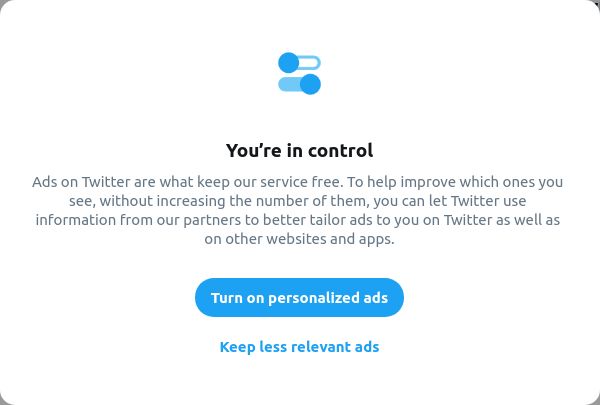 You’re in control
Ads on Twitter are what keep our service free. To help improve which ones you
see, without increasing the number of them, you can let Twitter use
information from our partners to better tailor ads to you on Twitter as well as
on other websites and apps.
Turn on personalized ads
Keep less relevant ads